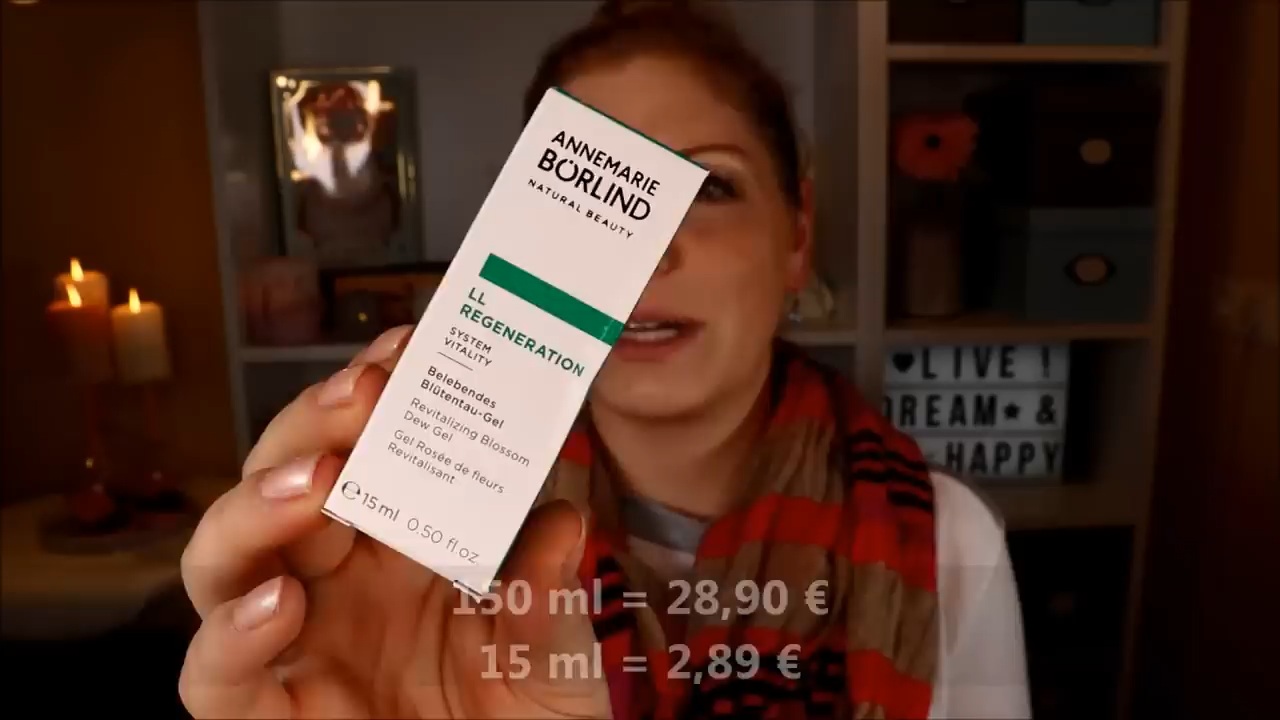 ANNEMARIE
BÖRLIND
NATURAL BEAUTY
LL
REGENERATION
SYSTEM
VITALITY
Belebendes
Blütentau-Gel
Revitalizing Blossom
Dew Gel
Gel Rosée de fleurs
Revitalisant
℮15 ml 0.50 fl.oz
♥LIVE !
DREAM★ &
HAPPY
150 ml = 28,90 €
15 ml = 2,89 €